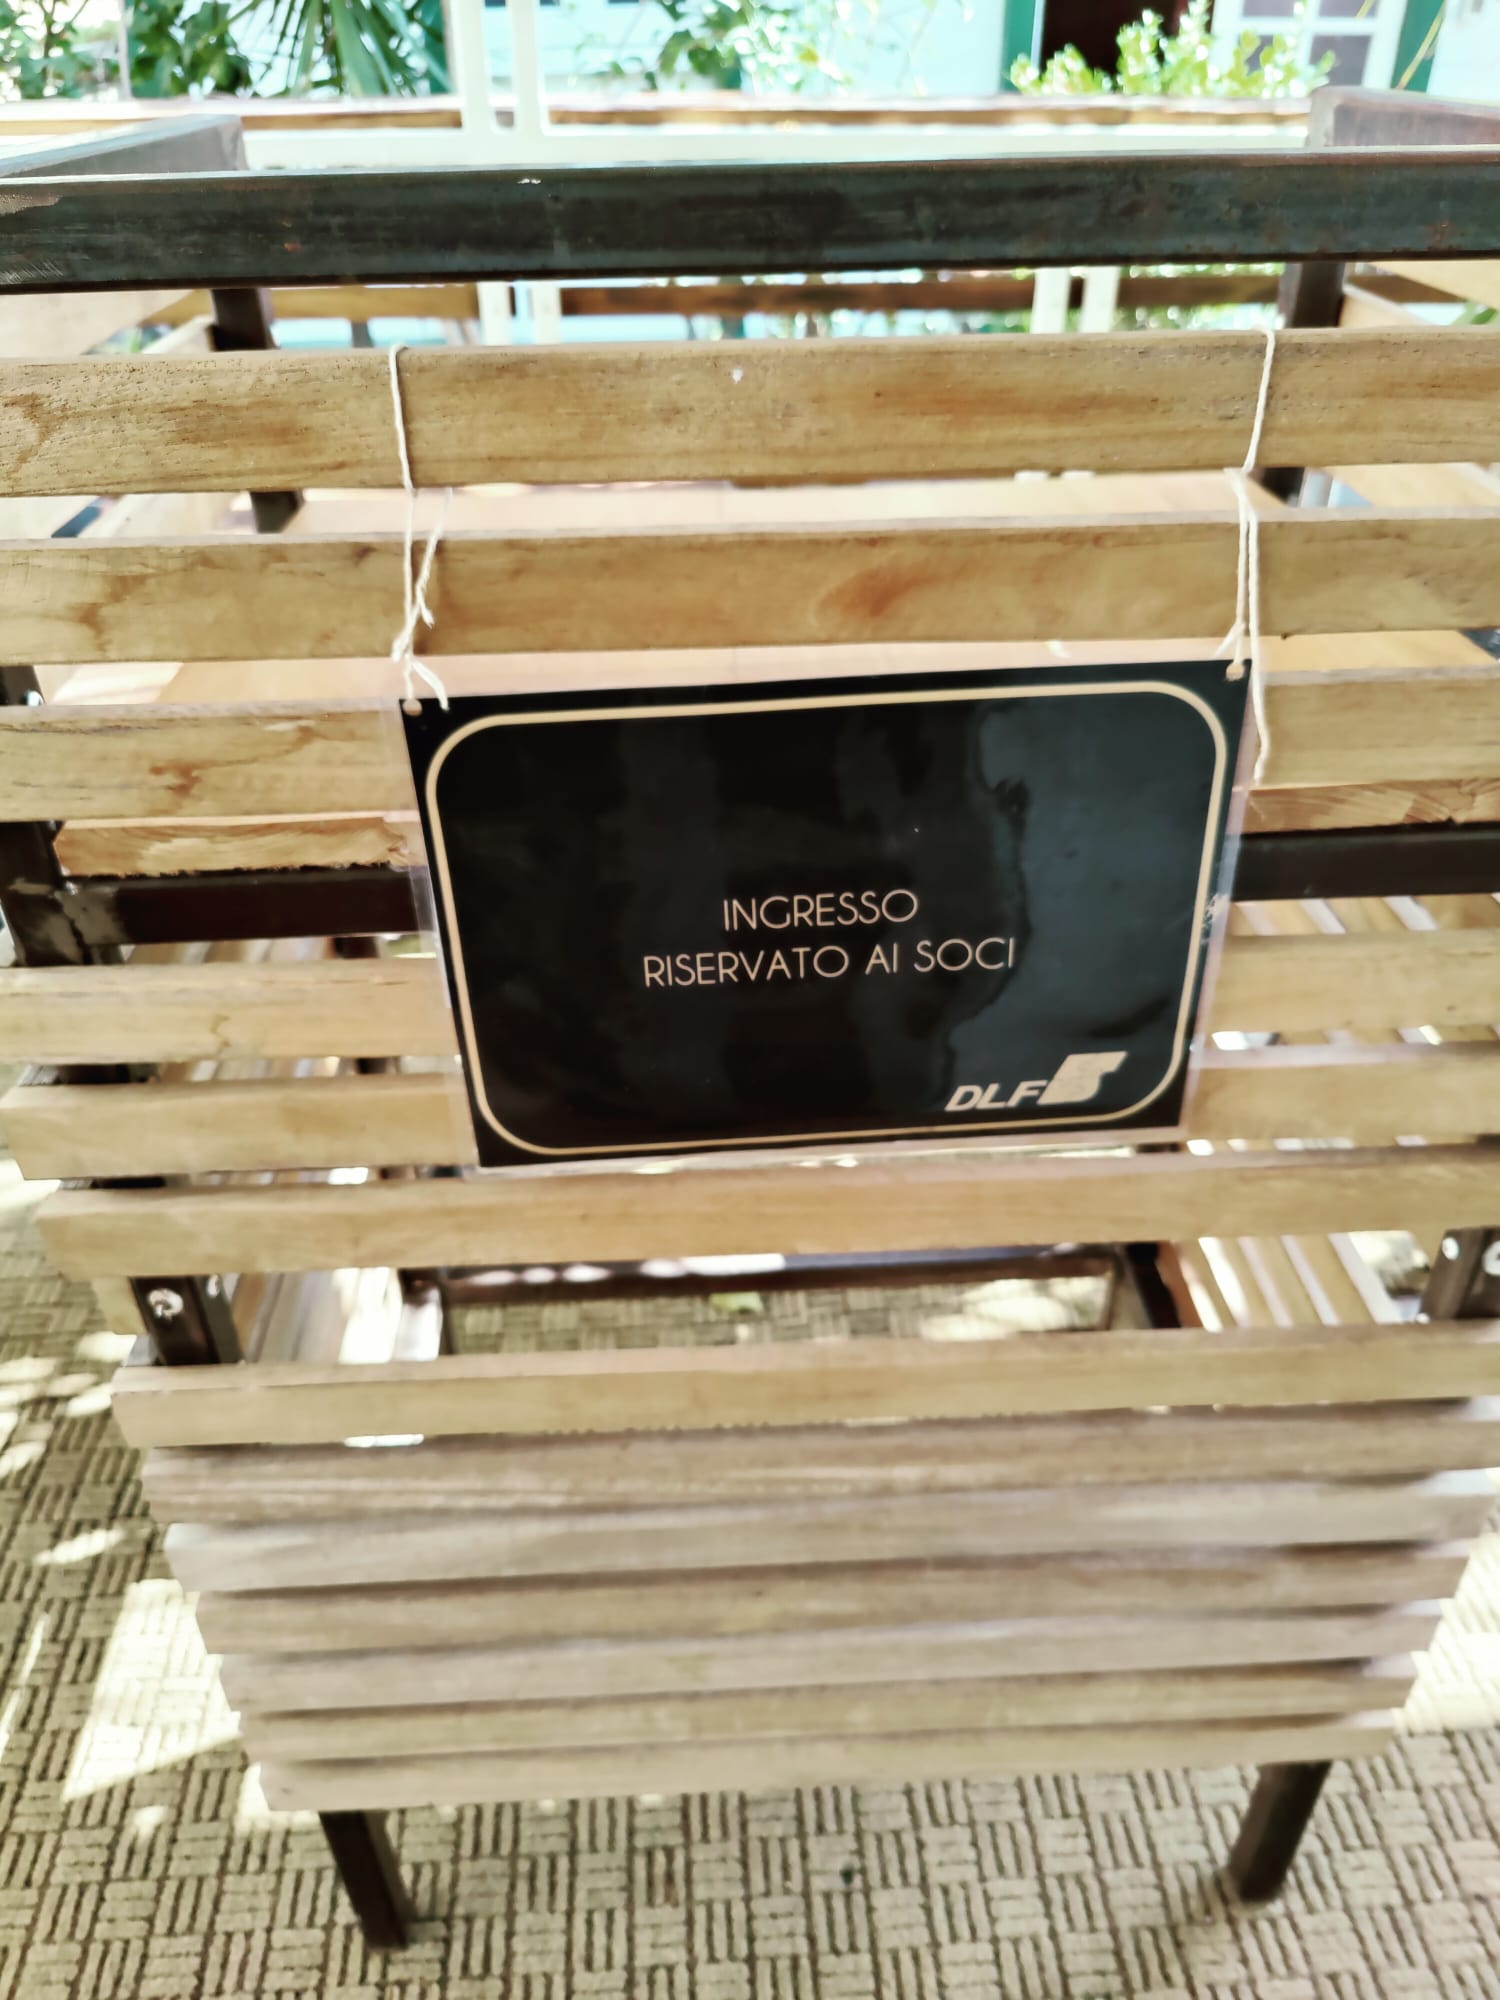 INGRESSO
RISERVATO AI SOCI
DLF